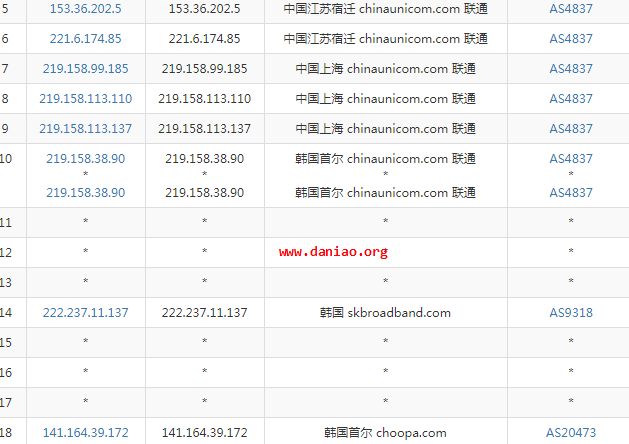 5 153.36.202.5 153.36.202.5 中国江苏宿迁 chinaunicom.com 联通 AS4837
6 221.6.174.85 221.6.174.85 中国江苏宿迁 chinaunicom.com 联通 AS4837
7 219.158.99.185 219.158.99.185 中国上海 chinaunicom.com 联通 AS4837
8 219.158.113.110 219.158.113.110 中国上海 chinaunicom.com 联通 AS4837
9 219.158.113.137 219.158.113.137 中国上海 chinaunicom.com 联通 AS4837
10 219.158.38.90 219.158.38.90 韩国首尔 chinaunicom.com 联通 AS4837
* * * *
219.158.38.90 219.158.38.90 韩国首尔 chinaunicom.com 联通 AS4837
11 * * * *
12 * * www.daniao.org *
13 * * * *
14 222.237.11.137 222.237.11.137 韩国 skbroadband.com AS9318
15 * * * *
16 * * * *
17 * * * *
18 141.164.39.172 141.164.39.172 韩国首尔 choopa.com AS20473